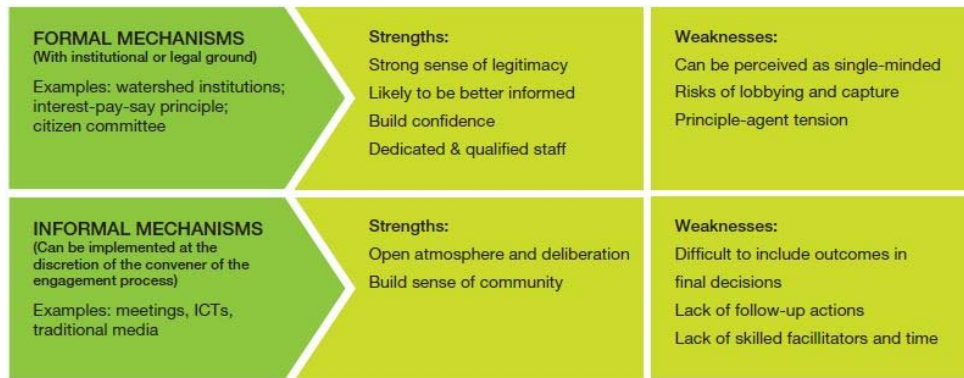 FORMAL MECHANISMS
(With institutional or legal ground)
Examples: watershed institutions;
interest-pay-say principle;
citizen committee
Strengths:
Strong sense of legitimacy
Likely to be better informed
Build confidence
Dedicated & qualified staff
Weaknesses:
Can be perceived as single-minded
Risks of lobbying and capture
Principle-agent tension
INFORMAL MECHANISMS
(Can be implemented at the
discretion of the convener of the
engagement process)
Examples: meetings, ICTs,
traditional media
Strengths:
Open atmosphere and deliberation
Build sense of community
Weaknesses:
Difficult to include outcomes in
final decisions
Lack of follow-up actions
Lack of skilled facillitators and time